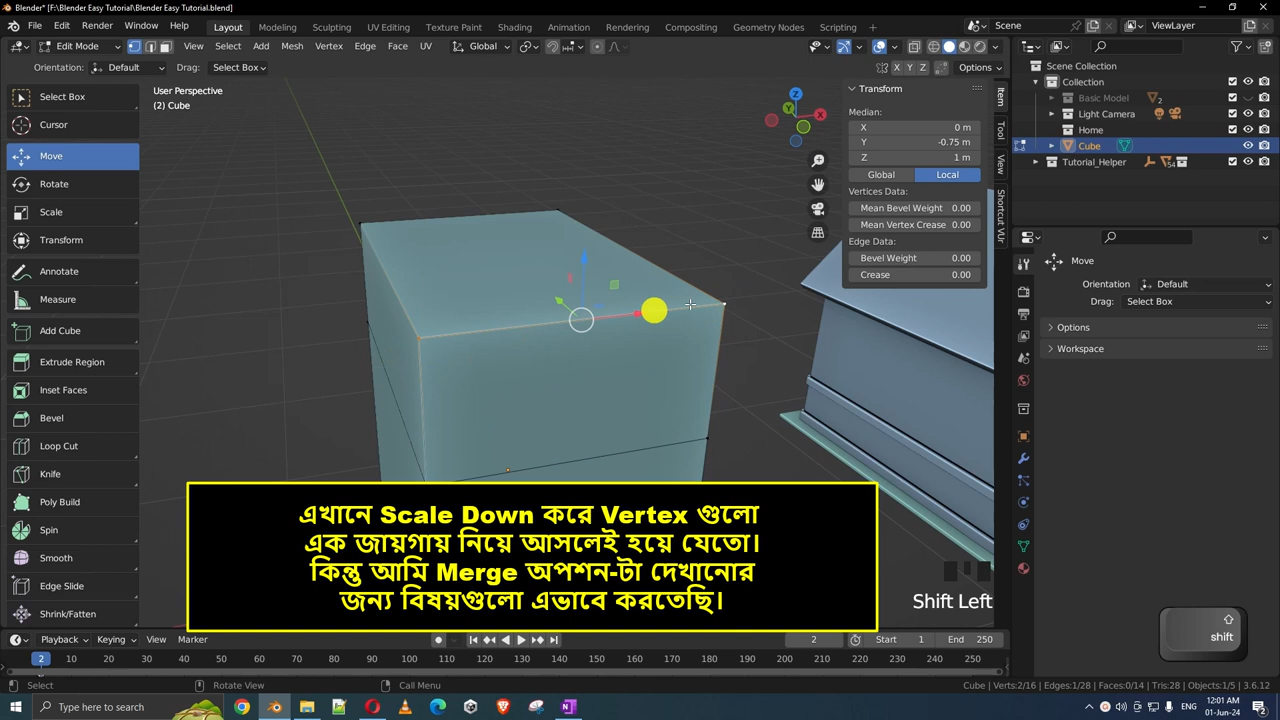 Blender* [F:\Blender Easy Tutorial\Blender Easy Tutorial.blend]
File Edit Render Window Help Layout Modeling Sculpting UV Editing Texture Paint Shading Animation Rendering Compositing Geometry Nodes Scripting Scene ViewLayer
Edit Mode View Select Add Mesh Vertex Edge Face UV Global
Orientation: Default Drag: Select Box X Y Z Options
User Perspective
(2) Cube
Select Box
Cursor
Move
Rotate
Scale
Transform
Annotate
Measure
Add Cube
Extrude Region
Inset Faces
Bevel
Loop Cut
Knife
Poly Build
Spin
Smooth
Edge Slide
Shrink/Fatten
Z
Y
X
Transform
Median:
X 0 m
Y -0.75 m
Z 1 m
Global Local
Vertices Data:
Mean Bevel Weight 0.00
Mean Vertex Crease 0.00
Edge Data:
Bevel Weight 0.00
Crease 0.00
Item
Tool
View
Shortcut VUr
Scene Collection
Collection
Basic Model 2
Light Camera
Home
Cube
Tutorial_Helper
Move
Orientation Default
Drag: Select Box
Options
Workspace
এখানে Scale Down করে Vertex গুলো
এক জায়গায় নিয়ে আসলেই হয়ে যেতো।
কিন্তু আমি Merge অপশন-টা দেখানোর
জন্য বিষয়গুলো এভাবে করতেছি।
Shift Left
shift
Playback Keying View Marker 2 Start 1 End 250
2 10 20 30 40 50 60 70 80 90 100 110 120 130 140 150 160 170 180 190 200 210 220 230 240 250
Select Rotate View Call Menu Cube | Verts:2/16 | Edges:1/28 | Faces:0/14 | Tris:28 | Objects:1/5 | 3.6.12
Type here to search ENG 12:01 AM
01-Jun-24